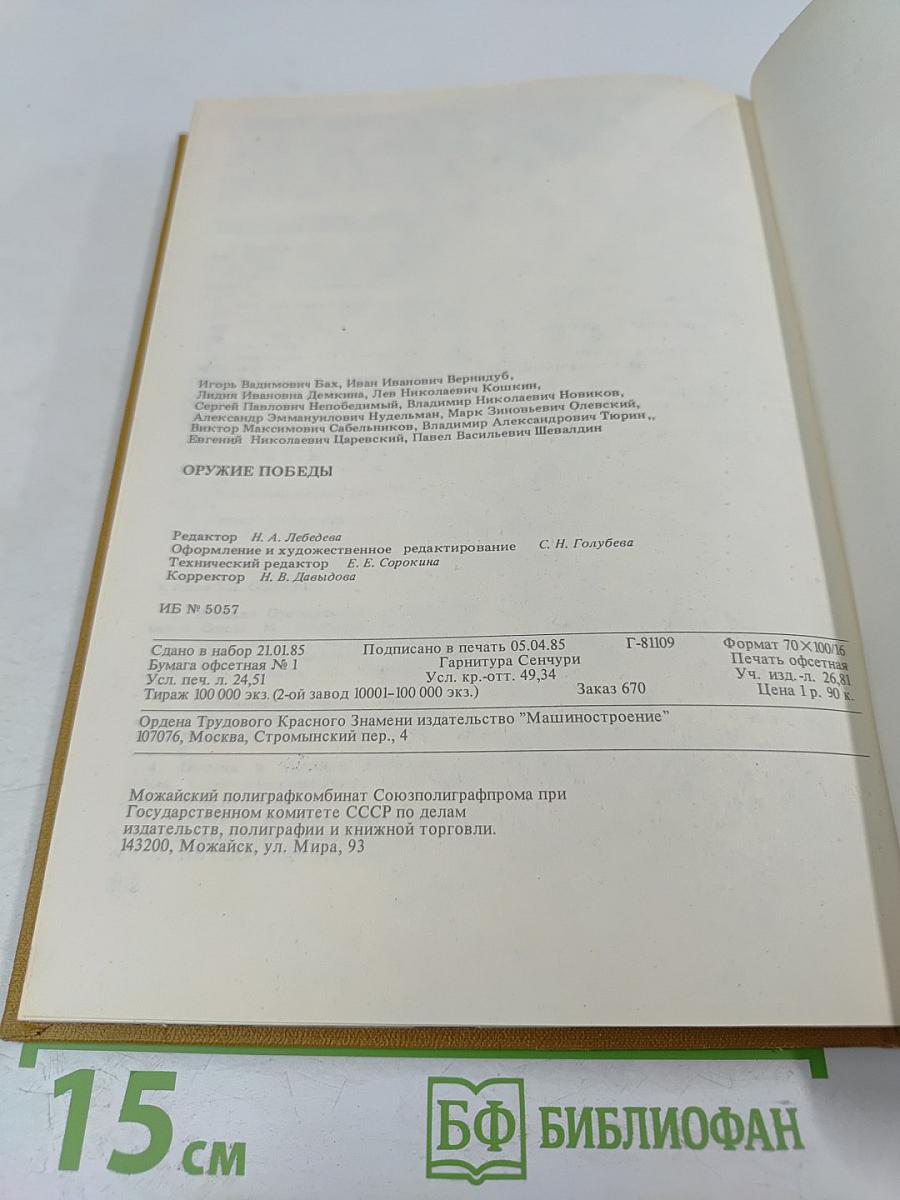 Игорь Вадимович Бах, Иван Иванович Вернидуб,
Лидия Ивановна Демкина, Лев Николаевич Кошкин,
Сергей Павлович Непобедимый, Владимир Николаевич Новиков,
Александр Эммануилович Нудельман, Марк Зиновьевич Олевский,
Виктор Максимович Сабельников, Владимир Александрович Тюрин,,
Евгений Николаевич Царевский, Павел Васильевич Шевалдин
ОРУЖИЕ ПОБЕДЫ
Редактор Н. А. Лебедева
Оформление и художественное редактирование С. Н. Голубева
Технический редактор Е. Е. Сорокина
Корректор Н. В. Давыдова
ИБ № 5057
Сдано в набор 21.01.85 Подписано в печать 05.04.85 Г-81109 Формат 70×100/16
Бумага офсетная № 1 Гарнитура Сенчури Печать офсетная
Усл. печ. л. 24,51 Усл. кр.-отт. 49,34 Уч. изд.-л. 26,81
Тираж 100 000 экз. (2-ой завод 10001–100 000 экз.) Заказ 670 Цена 1 р. 90 к.
Ордена Трудового Красного Знамени издательство "Машиностроение"
107076, Москва, Стромынский пер., 4
Можайский полиграфкомбинат Союзполиграфпрома при
Государственном комитете СССР по делам
издательств, полиграфии и книжной торговли.
143200, Можайск, ул. Мира, 93
15 см
БФ БИБЛИОФАН